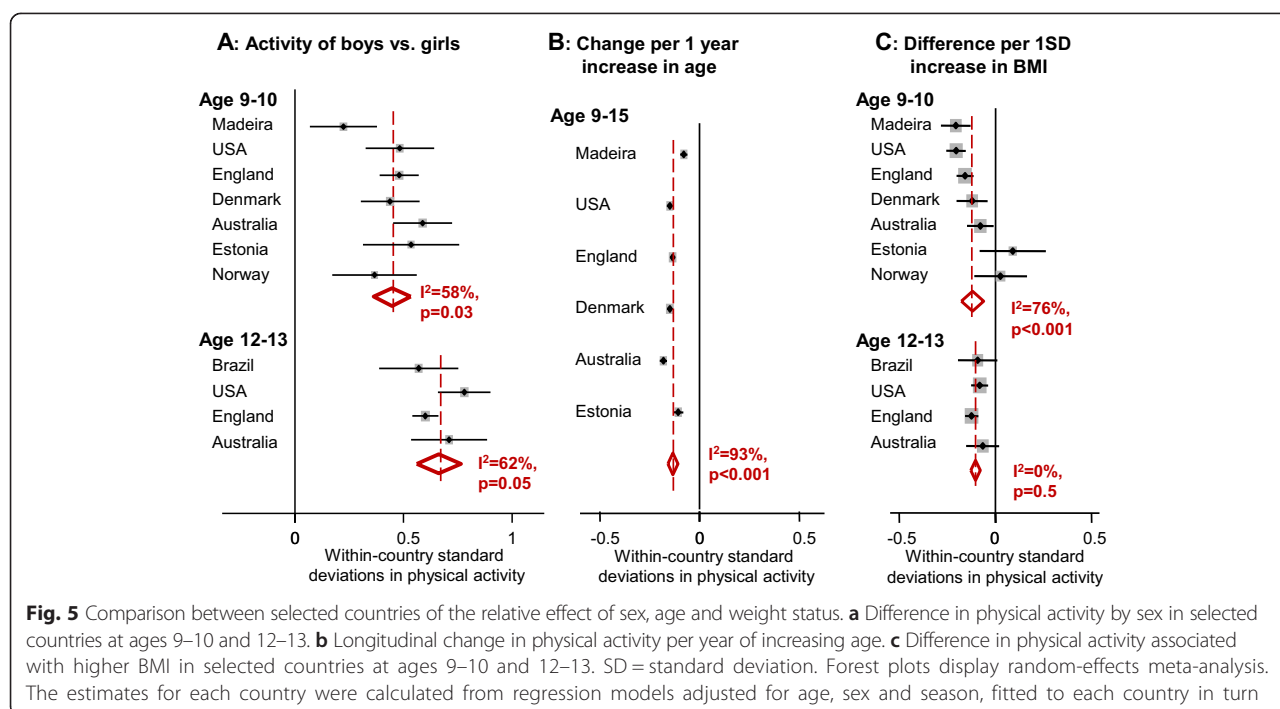 A: Activity of boys vs. girls
Age 9-10
Madeira
USA
England
Denmark
Australia
Estonia
Norway
I²=58%,
p=0.03
Age 12-13
Brazil
USA
England
Australia
I²=62%,
p=0.05
0
0.5
1
Within-country standard
deviations in physical activity
B: Change per 1 year
increase in age
Age 9-15
Madeira
USA
England
Denmark
Australia
Estonia
I²=93%,
p<0.001
-0.5
0
0.5
Within-country standard
deviations in physical activity
C: Difference per 1SD
increase in BMI
Age 9-10
Madeira
USA
England
Denmark
Australia
Estonia
Norway
I²=76%,
p<0.001
Age 12-13
Brazil
USA
England
Australia
I²=0%,
p=0.5
-0.5
0
0.5
Within-country standard
deviations in physical activity
Fig. 5 Comparison between selected countries of the relative effect of sex, age and weight status. a Difference in physical activity by sex in selected
countries at ages 9–10 and 12–13. b Longitudinal change in physical activity per year of increasing age. c Difference in physical activity associated
with higher BMI in selected countries at ages 9–10 and 12–13. SD = standard deviation. Forest plots display random-effects meta-analysis.
The estimates for each country were calculated from regression models adjusted for age, sex and season, fitted to each country in turn